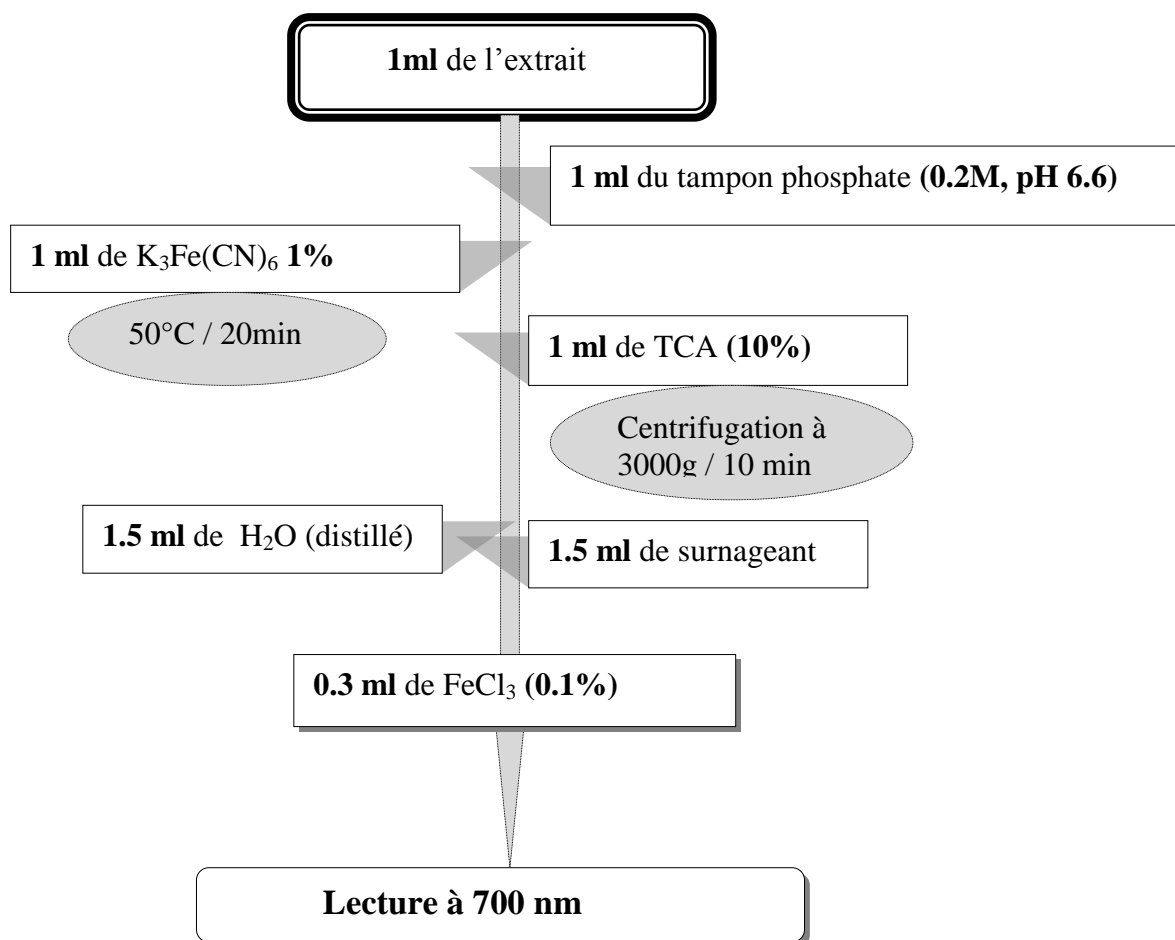 1ml de l’extrait
1 ml du tampon phosphate (0.2M, pH 6.6)
1 ml de K₃Fe(CN)₆ 1%
50°C / 20min
1 ml de TCA (10%)
Centrifugation à
3000g / 10 min
1.5 ml de H₂O (distillé)
1.5 ml de surnageant
0.3 ml de FeCl₃ (0.1%)
Lecture à 700 nm